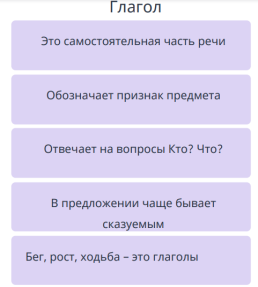 Глагол
Это самостоятельная часть речи
Обозначает признак предмета
Отвечает на вопросы Кто? Что?
В предложении чаще бывает
сказуемым
Бег, рост, ходьба – это глаголы